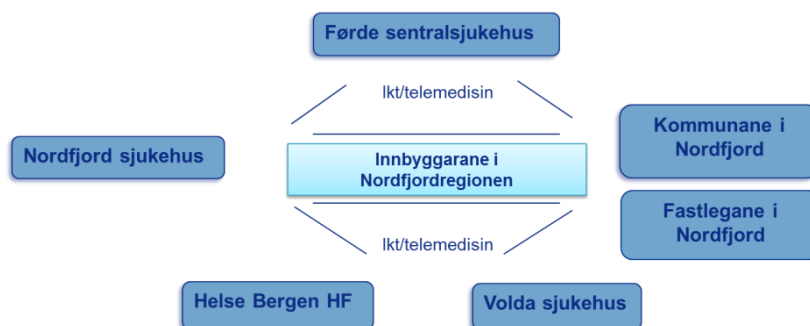 Førde sentralsjukehus
Ikt/telemedisin
Kommunane i
Nordfjord
Nordfjord sjukehus
Innbyggarane i
Nordfjordregionen
Fastlegane i
Nordfjord
Ikt/telemedisin
Helse Bergen HF
Volda sjukehus